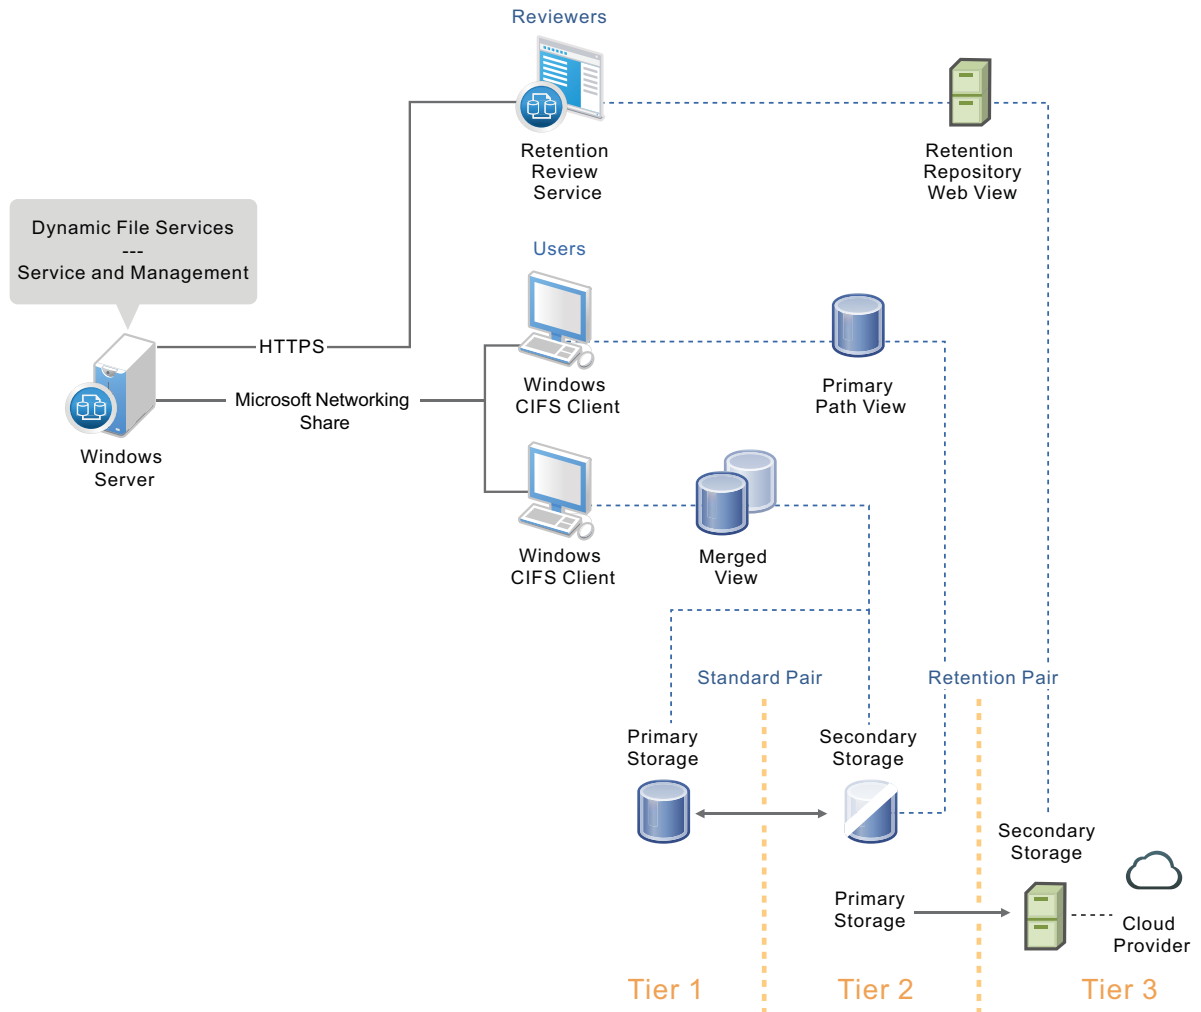 Reviewers
Retention
Review
Service
Retention
Repository
Web View
Dynamic File Services
---
Service and Management
Users
HTTPS
Windows
CIFS Client
Primary
Path View
Microsoft Networking
Share
Windows
Server
Windows
CIFS Client
Merged
View
Standard Pair
Retention Pair
Primary
Storage
Secondary
Storage
Secondary
Storage
Primary
Storage
Cloud
Provider
Tier 1
Tier 2
Tier 3